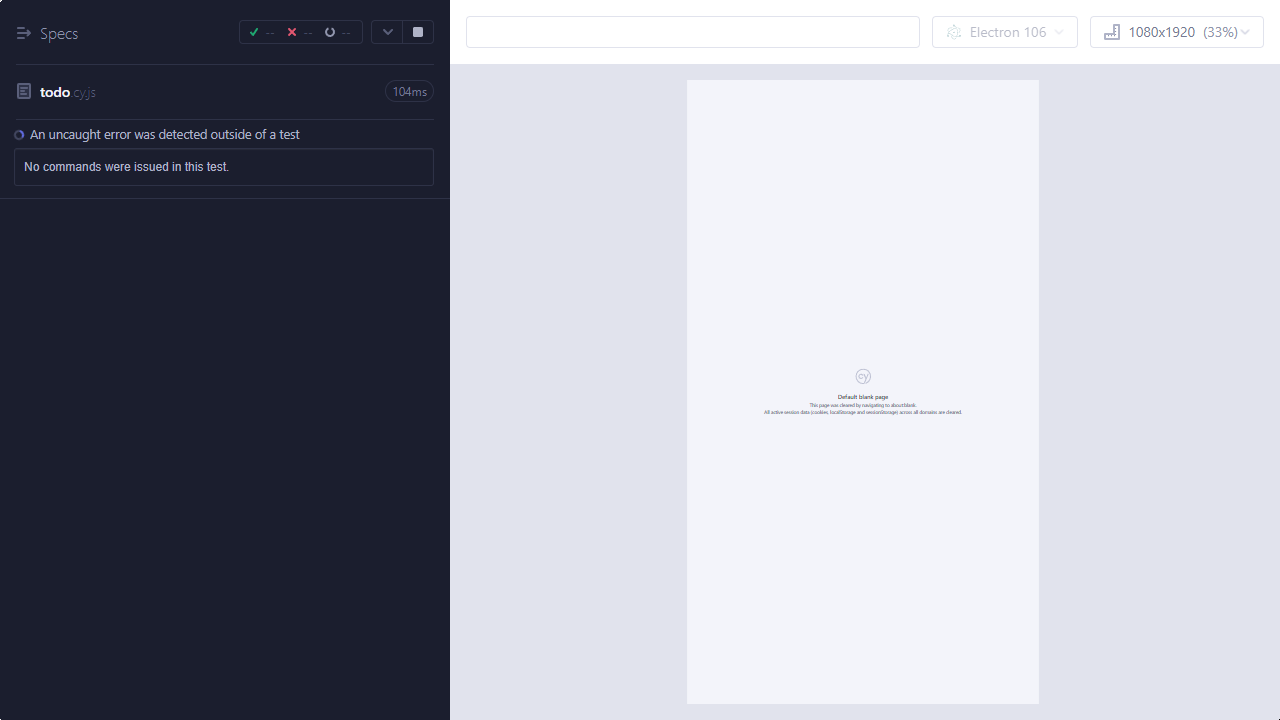 Specs
-- -- --
todo.cy.js
104ms
An uncaught error was detected outside of a test
No commands were issued in this test.
Electron 106
1080x1920 (33%)
cy
Default blank page
This page was cleared by navigating to about:blank.
All active session data (cookies, localStorage and sessionStorage) across all domains are cleared.